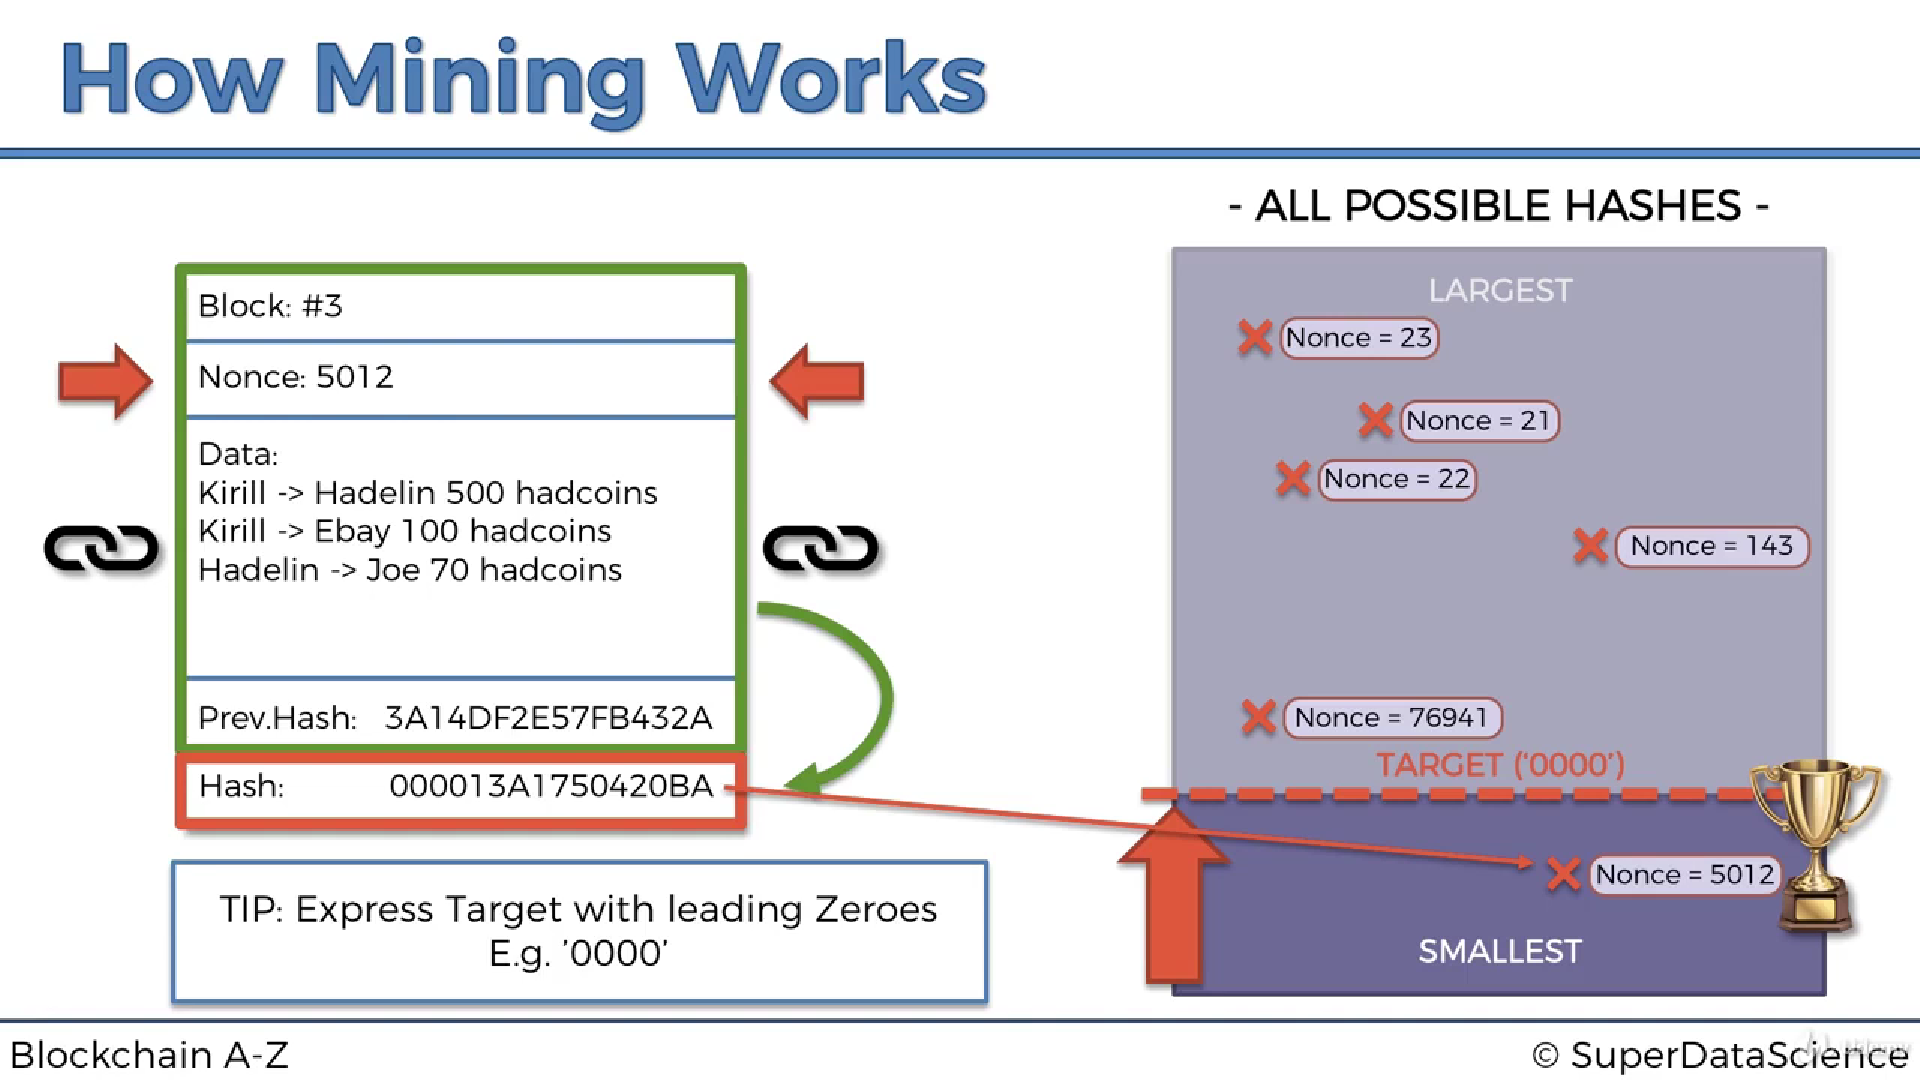 How Mining Works
- ALL POSSIBLE HASHES -
Block: #3
Nonce: 5012
Data:
Kirill -> Hadelin 500 hadcoins
Kirill -> Ebay 100 hadcoins
Hadelin -> Joe 70 hadcoins
Prev.Hash: 3A14DF2E57FB432A
Hash: 000013A1750420BA
TIP: Express Target with leading Zeroes
E.g. '0000'
LARGEST
Nonce = 23
Nonce = 21
Nonce = 22
Nonce = 143
Nonce = 76941
TARGET ('0000')
Nonce = 5012
SMALLEST
Blockchain A-Z
© SuperDataScience